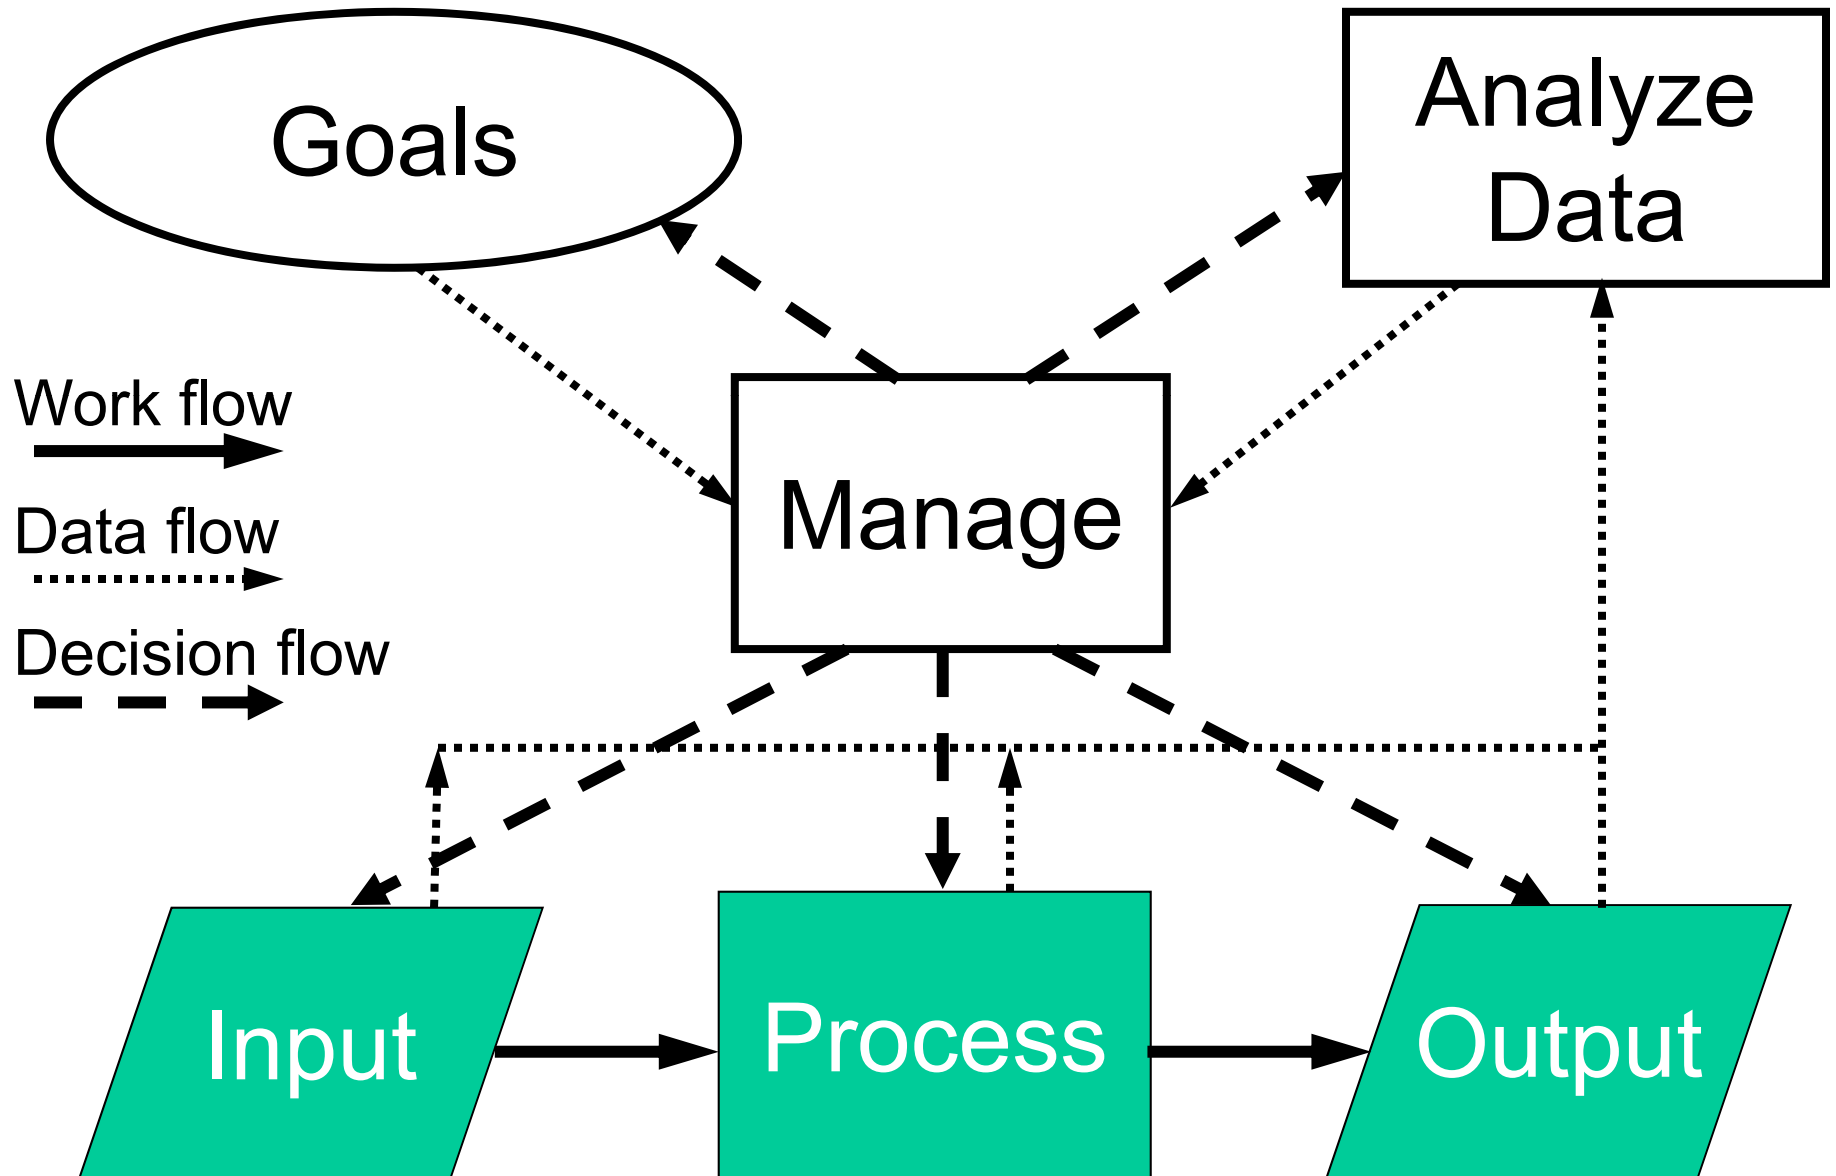 Goals
Analyze
Data
Work flow
Data flow
Decision flow
Manage
Input
Process
Output